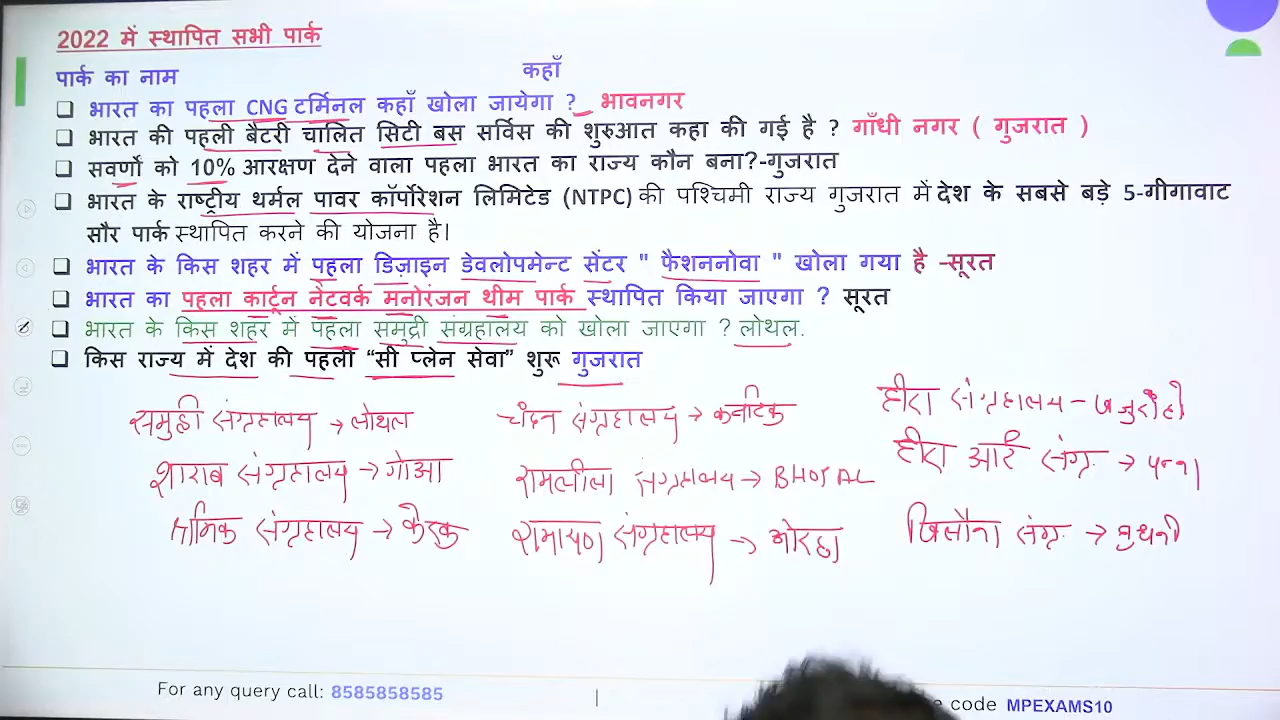 2022 में स्थापित सभी पार्क
पार्क का नाम कहाँ
❑ भारत का पहला CNG टर्मिनल कहाँ खोला जायेगा ? भावनगर
❑ भारत की पहली बैटरी चालित सिटी बस सर्विस की शुरुआत कहा की गई है ? गाँधी नगर ( गुजरात )
❑ सवर्णो को 10% आरक्षण देने वाला पहला भारत का राज्य कौन बना?-गुजरात
❑ भारत के राष्ट्रीय थर्मल पावर कॉर्पोरेशन लिमिटेड (NTPC) की पश्चिमी राज्य गुजरात में देश के सबसे बड़े 5-गीगावाट
सौर पार्क स्थापित करने की योजना है।
❑ भारत के किस शहर में पहला डिज़ाइन डेवलोपमेन्ट सेंटर " फैशननोवा " खोला गया है -सूरत
❑ भारत का पहला कार्टून नेटवर्क मनोरंजन थीम पार्क स्थापित किया जाएगा ? सूरत
❑ भारत के किस शहर में पहला समुद्री संग्रहालय को खोला जाएगा ? लोथल.
❑ किस राज्य में देश की पहली “सी प्लेन सेवा” शुरू गुजरात
समुद्री संग्रहालय → लोथल चंदन संग्रहालय → कर्नाटक हीरा संग्रहालय - खजुराहो
शाराब संग्रहालय → गोआ रामलीला संग्रहालय → BHOPAL हीरा आर्ट संग्र. → पन्ना
श्रमिक संग्रहालय → रामायण संग्रहालय → ओरछा खिलौना संग्र. → बुधनी
For any query call: 8585858585 | code MPEXAMS10